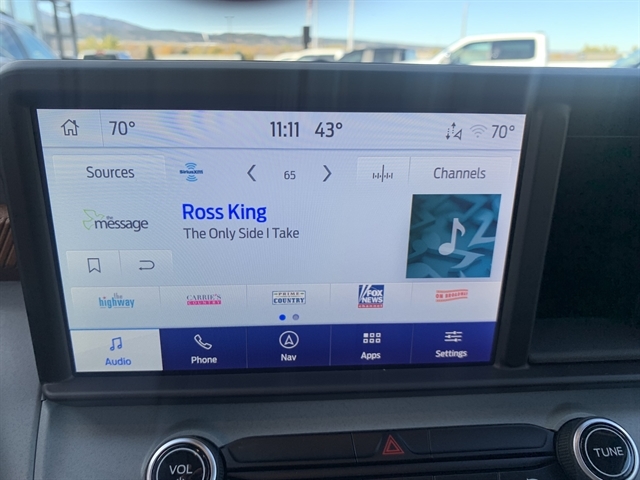 70° 11:11 43° 70°
Sources SiriusXM < 65 > Channels
the message
Ross King
The Only Side I Take
the highway CARRIE'S COUNTRY PRIME COUNTRY FOX NEWS
Audio Phone Nav Apps Settings
VOL TUNE